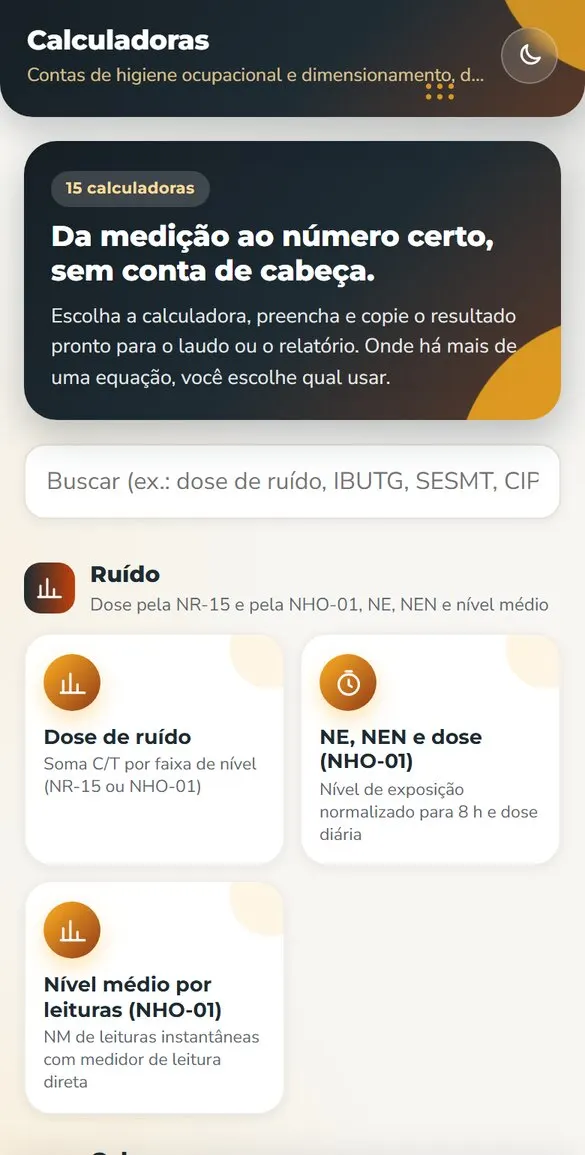 Calculadoras
Contas de higiene ocupacional e dimensionamento, d...
15 calculadoras
Da medição ao número certo,
sem conta de cabeça.
Escolha a calculadora, preencha e copie o resultado
pronto para o laudo ou o relatório. Onde há mais de
uma equação, você escolhe qual usar.
Buscar (ex.: dose de ruído, IBUTG, SESMT, CIP
Ruído
Dose pela NR-15 e pela NHO-01, NE, NEN e nível médio
Dose de ruído
Soma C/T por faixa de nível
(NR-15 ou NHO-01)
NE, NEN e dose
(NHO-01)
Nível de exposição
normalizado para 8 h e dose
diária
Nível médio por
leituras (NHO-01)
NM de leituras instantâneas
com medidor de leitura
direta